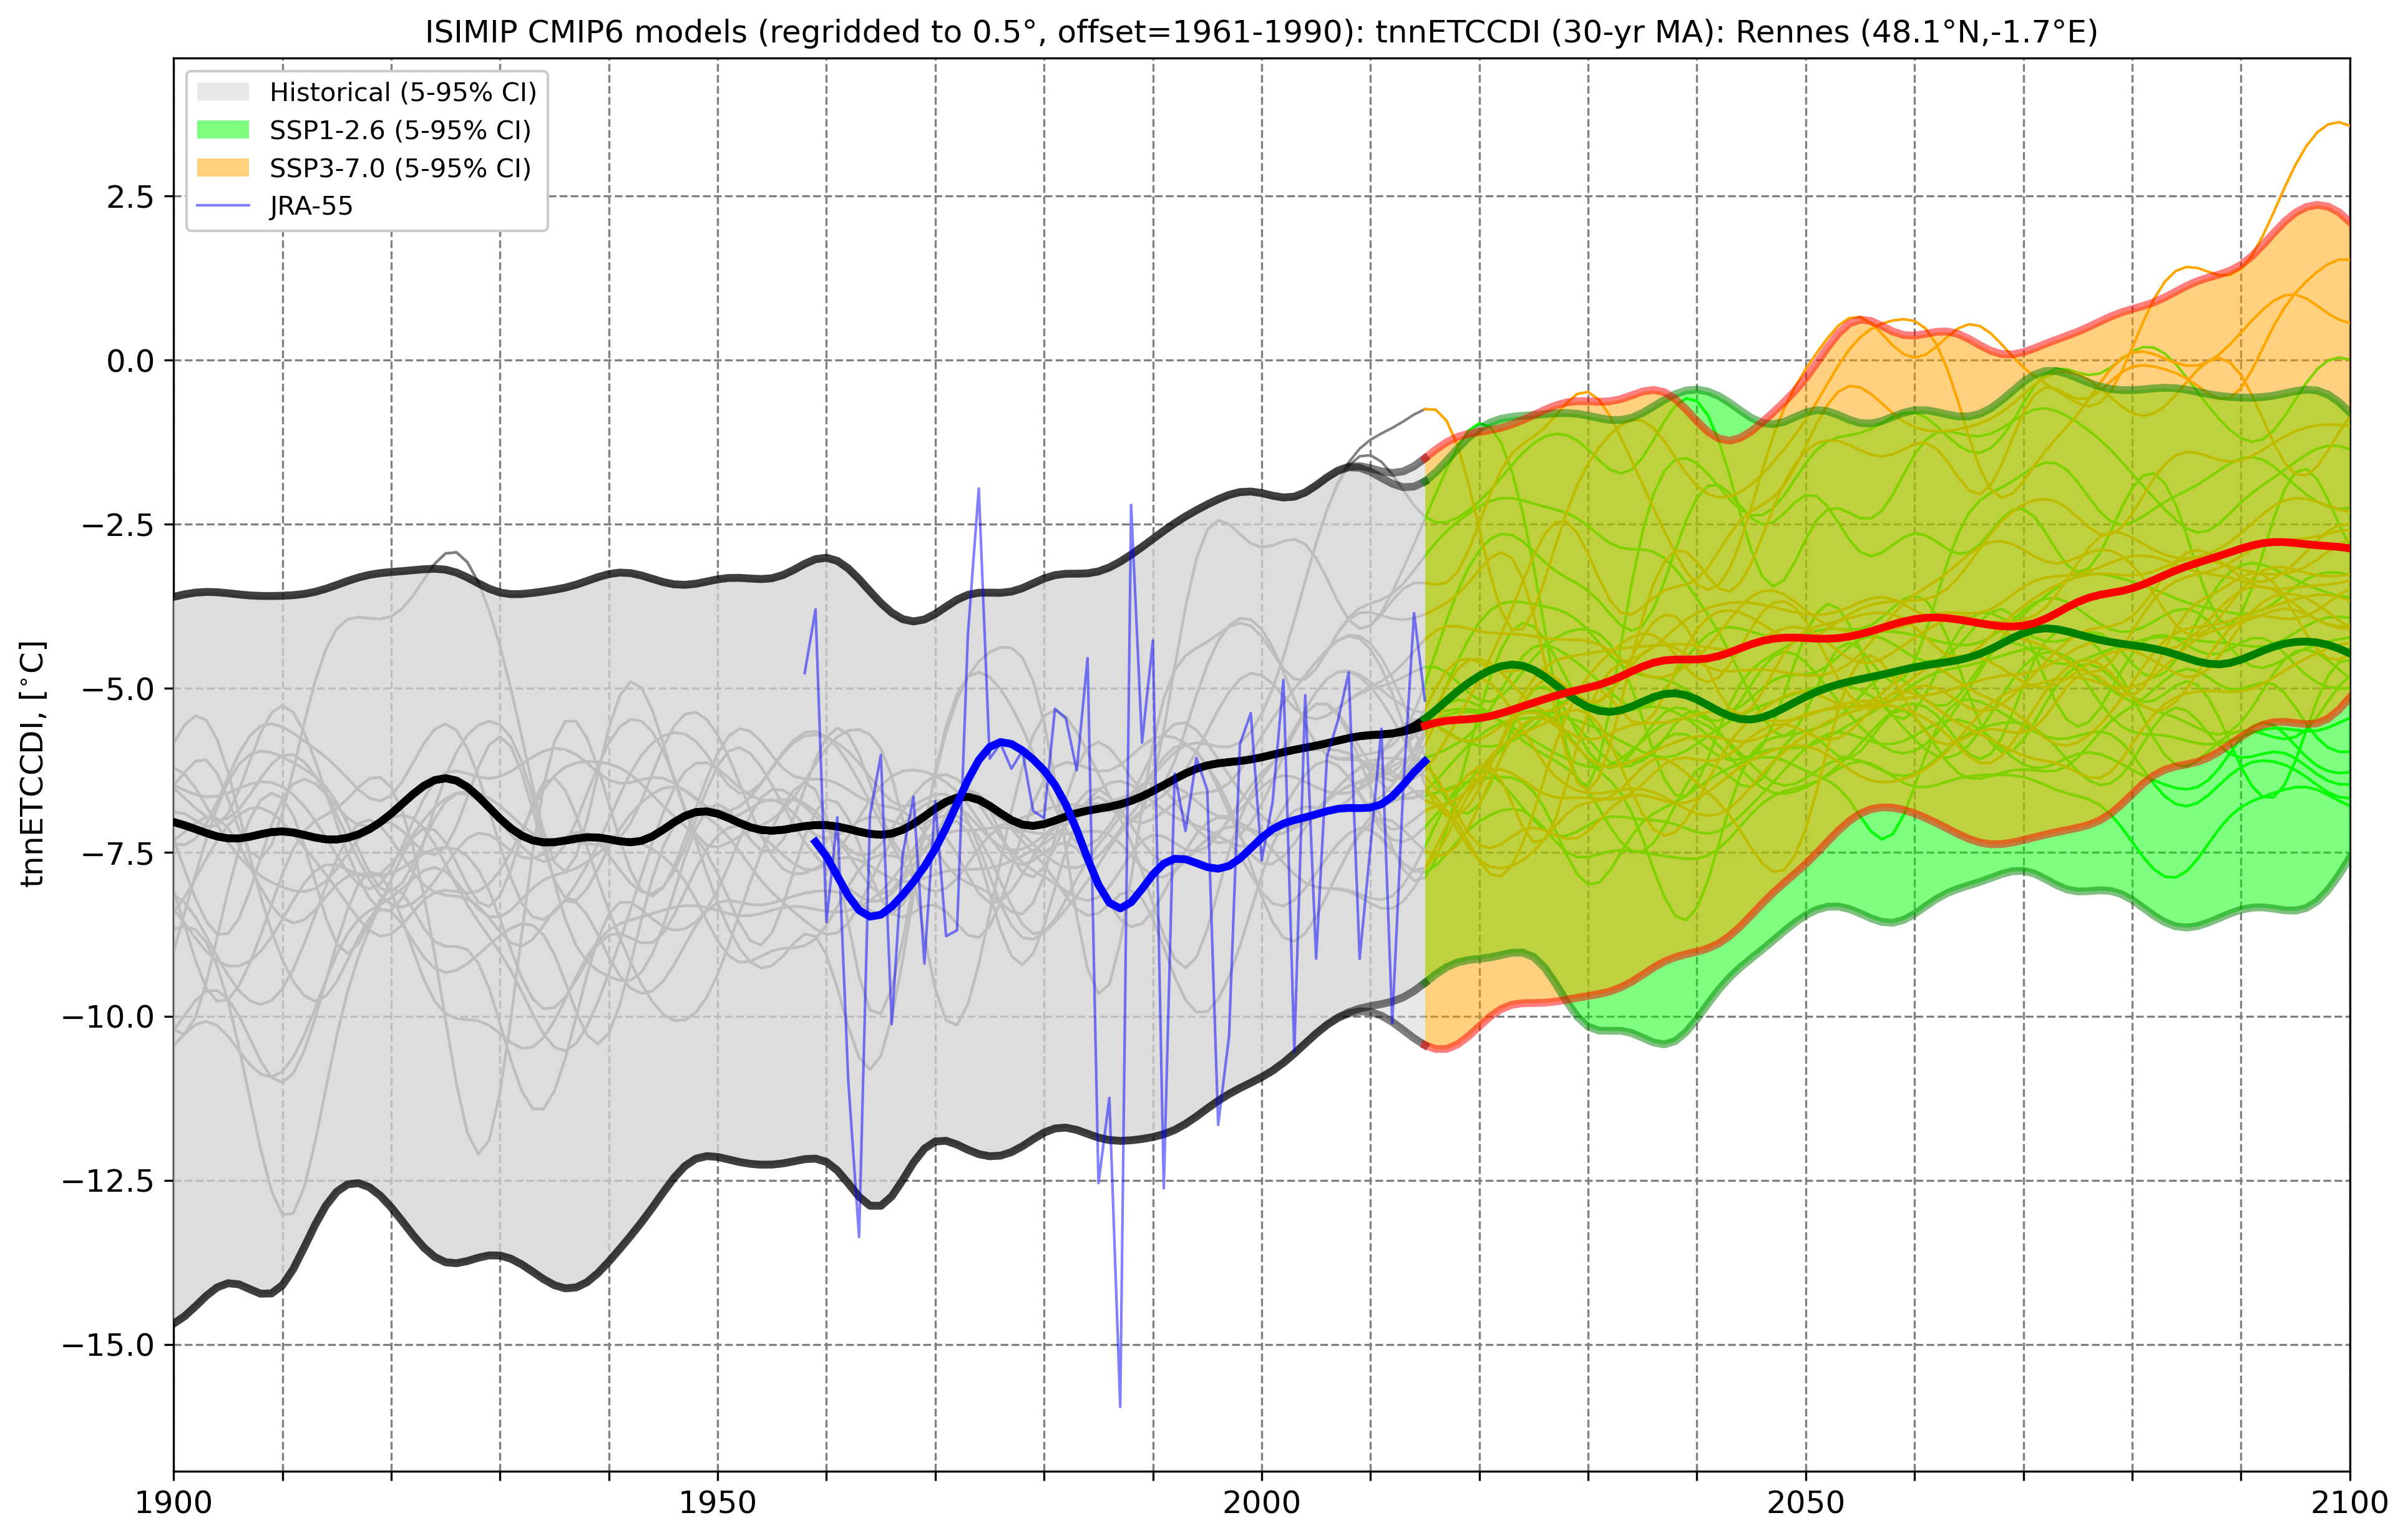 ISIMIP CMIP6 models (regridded to 0.5°, offset=1961-1990): tnnETCCDI (30-yr MA): Rennes (48.1°N,-1.7°E)
Historical (5-95% CI)
SSP1-2.6 (5-95% CI)
SSP3-7.0 (5-95% CI)
JRA-55
2.5
0.0
−2.5
−5.0
−7.5
−10.0
−12.5
−15.0
tnnETCCDI, [°C]
1900 1950 2000 2050 2100